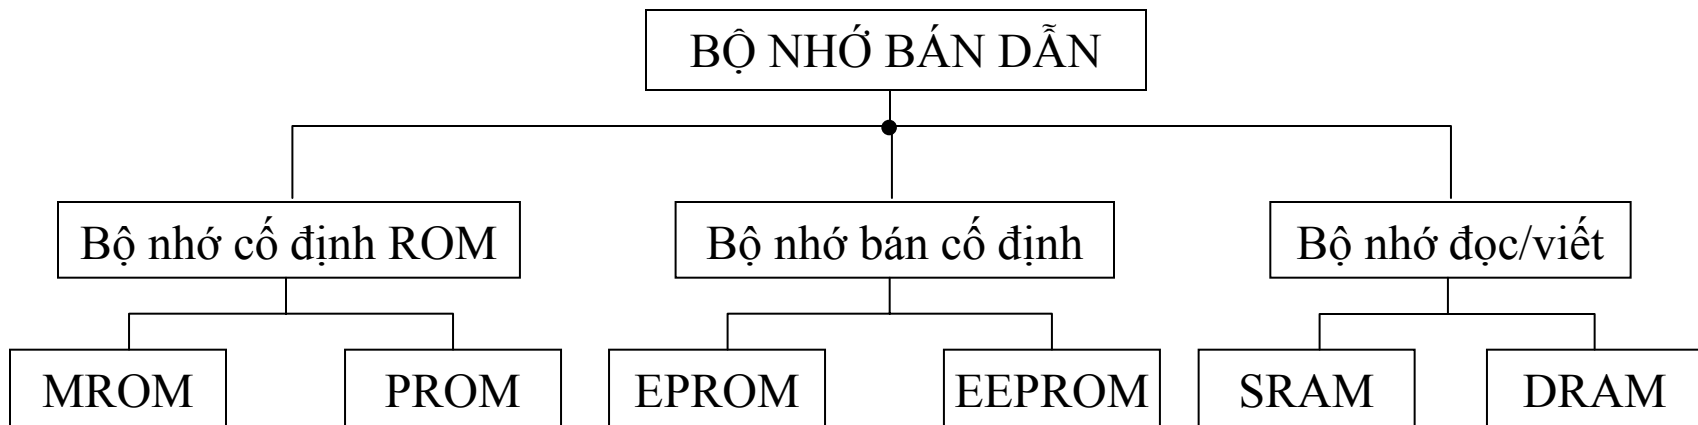 BỘ NHỚ BÁN DẪN
Bộ nhớ cố định ROM
Bộ nhớ bán cố định
Bộ nhớ đọc/viết
MROM
PROM
EPROM
EEPROM
SRAM
DRAM